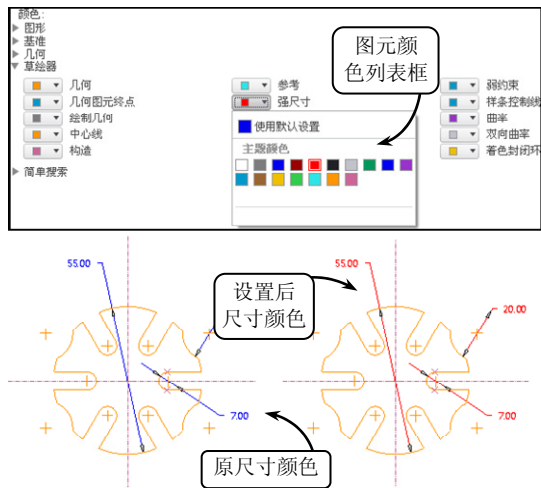 颜色:
图形
基准
几何
草绘器
几何
参考
弱约束
几何图元终点
强尺寸
样条控制线
绘制几何
曲率
中心线
双向曲率
构造
着色封闭环
使用默认设置
主题颜色
简单搜索
图元颜
色列表框
55.00
7.00
设置后
尺寸颜色
原尺寸颜色
55.00
20.00
7.00